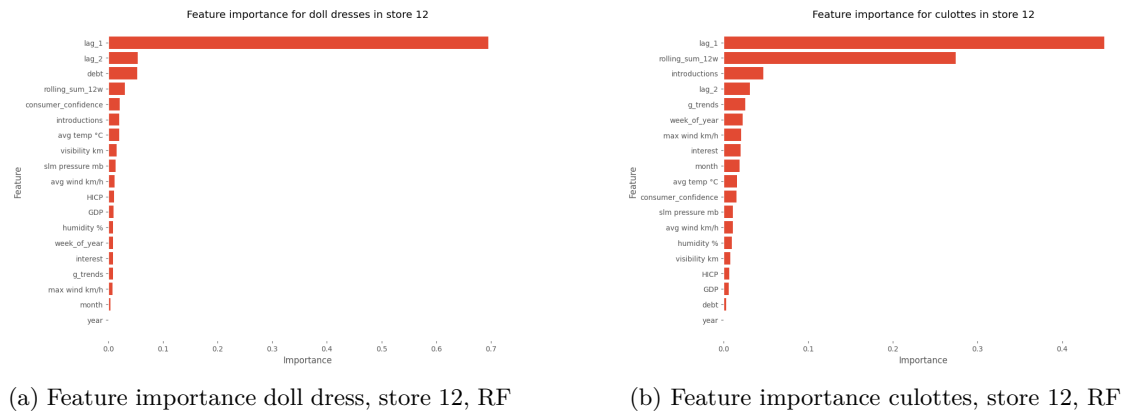 Feature importance for doll dresses in store 12
lag_1
lag_2
debt
rolling_sum_12w
consumer_confidence
introductions
avg temp °C
visibility km
slm pressure mb
avg wind km/h
HICP
GDP
humidity %
week_of_year
interest
g_trends
max wind km/h
month
year
Feature
0.0 0.1 0.2 0.3 0.4 0.5 0.6 0.7
Importance
(a) Feature importance doll dress, store 12, RF
Feature importance for culottes in store 12
lag_1
rolling_sum_12w
introductions
lag_2
g_trends
week_of_year
max wind km/h
interest
month
avg temp °C
consumer_confidence
slm pressure mb
avg wind km/h
humidity %
visibility km
HICP
GDP
debt
year
Feature
0.0 0.1 0.2 0.3 0.4
Importance
(b) Feature importance culottes, store 12, RF